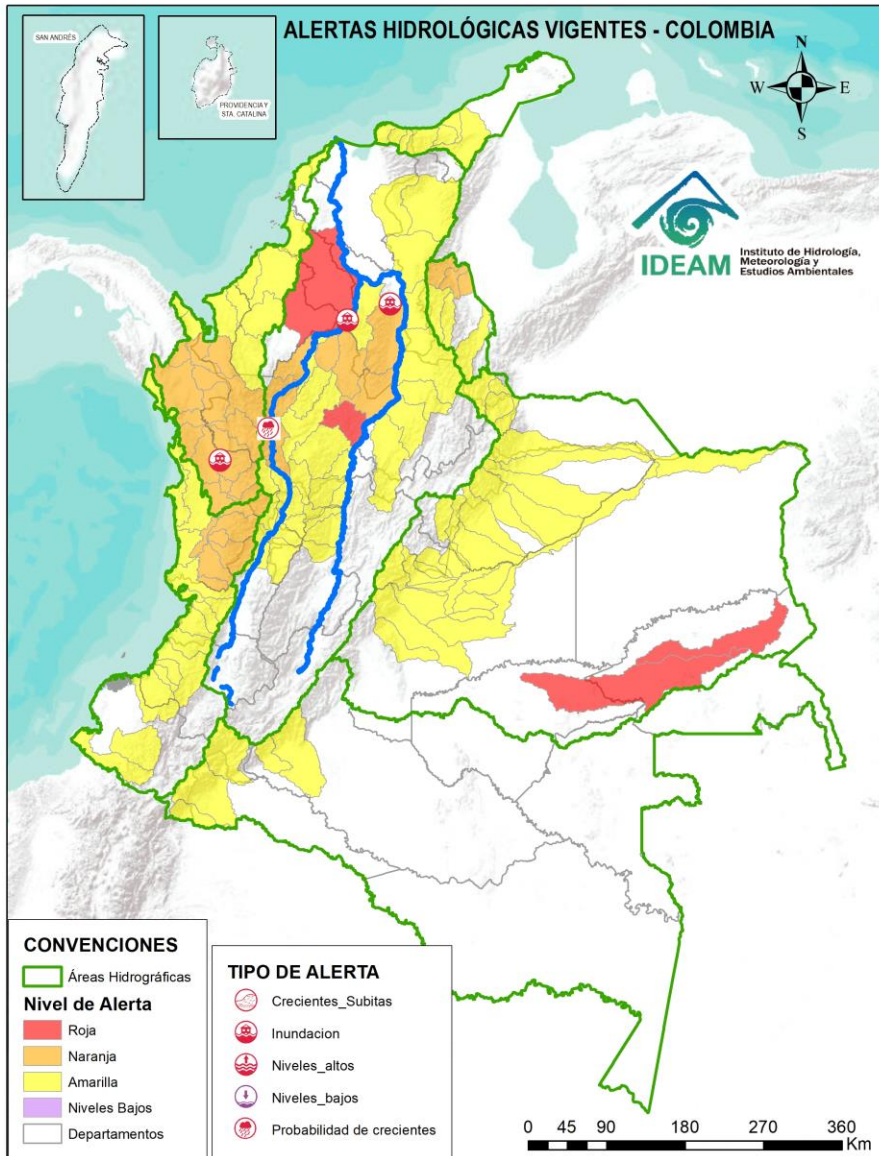 ALERTAS HIDROLÓGICAS VIGENTES - COLOMBIA
SAN ANDRÉS
PROVIDENCIA Y
STA. CATALINA
N
W
E
S
IDEAM
Instituto de Hidrología,
Meteorología y
Estudios Ambientales
CONVENCIONES
Áreas Hidrográficas
Nivel de Alerta
Roja
Naranja
Amarilla
Niveles Bajos
Departamentos
TIPO DE ALERTA
Crecientes_Subitas
Inundacion
Niveles_altos
Niveles_bajos
Probabilidad de crecientes
0 45 90 180 270 360
Km